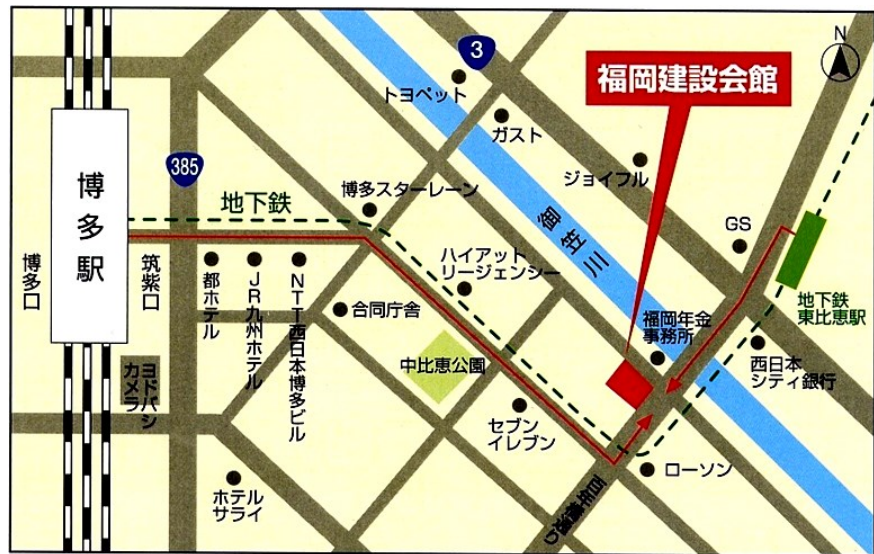 3
N
福岡建設会館
トヨペット
ガスト
385
博多スターレーン
ジョイフル
地下鉄
博多駅
御笠川
GS
博多口
筑紫口
ハイアット
リージェンシー
都ホテル
JR九州ホテル
NTT西日本博多ビル
合同庁舎
福岡年金
事務所
地下鉄
東比恵駅
中比恵公園
西日本
シティ銀行
ヨドバシ
カメラ
セブン
イレブン
ローソン
ホテル
サライ
百年橋通り